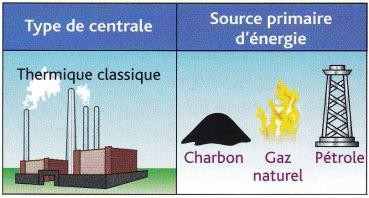 Type de centrale
Source primaire
d'énergie
Thermique classique
Charbon
Gaz
naturel
Pétrole